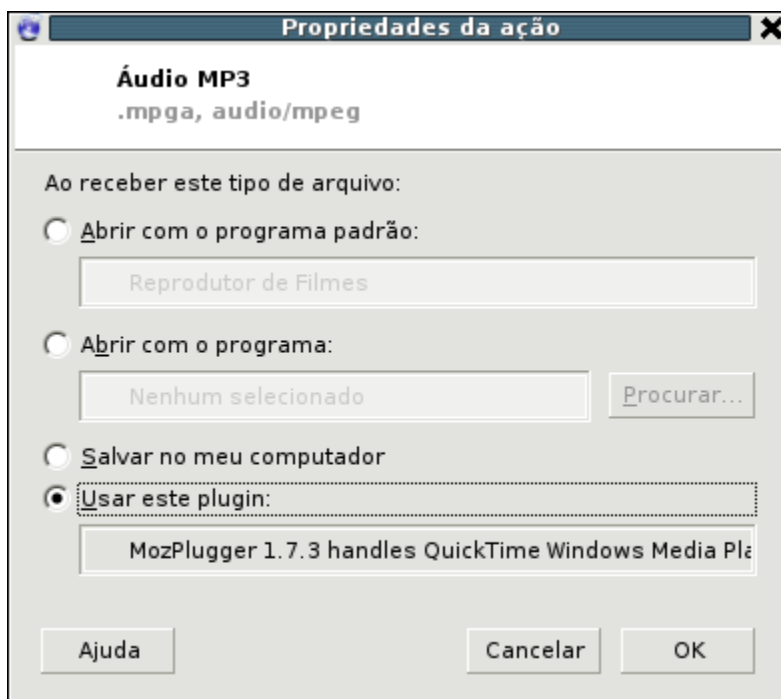 Propriedades da ação
Áudio MP3
.mpga, audio/mpeg
Ao receber este tipo de arquivo:
Abrir com o programa padrão:
Reprodutor de Filmes
Abrir com o programa:
Nenhum selecionado
Procurar...
Salvar no meu computador
Usar este plugin:
MozPlugger 1.7.3 handles QuickTime Windows Media Pla
Ajuda
Cancelar
OK